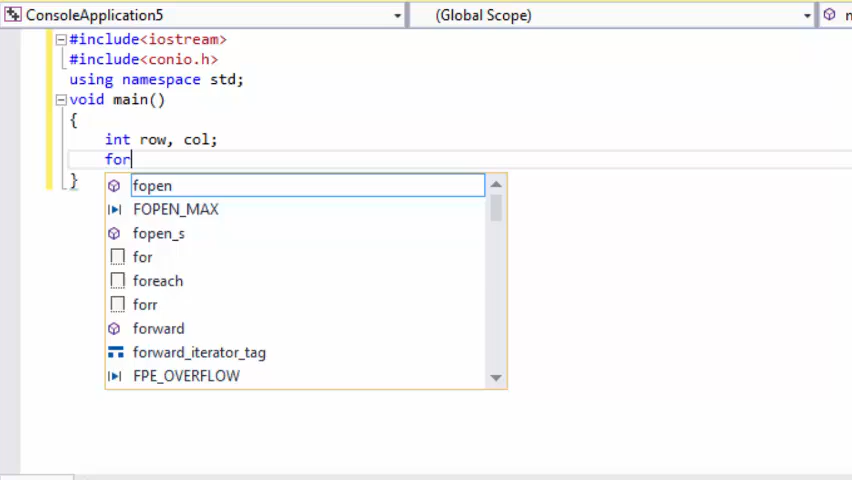 ConsoleApplication5 (Global Scope)
#include<iostream>
#include<conio.h>
using namespace std;
void main()
{
int row, col;
for
}
fopen
FOPEN_MAX
fopen_s
for
foreach
forr
forward
forward_iterator_tag
FPE_OVERFLOW